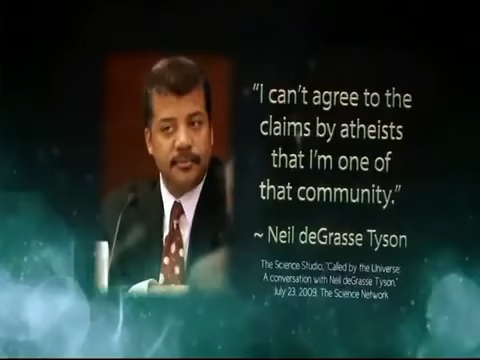 “I can’t agree to the
claims by atheists
that I’m one of
that community.”
~ Neil deGrasse Tyson
The Science Studio, “Called by the Universe:
A conversation with Neil deGrasse Tyson,”
July 23, 2009, The Science Network